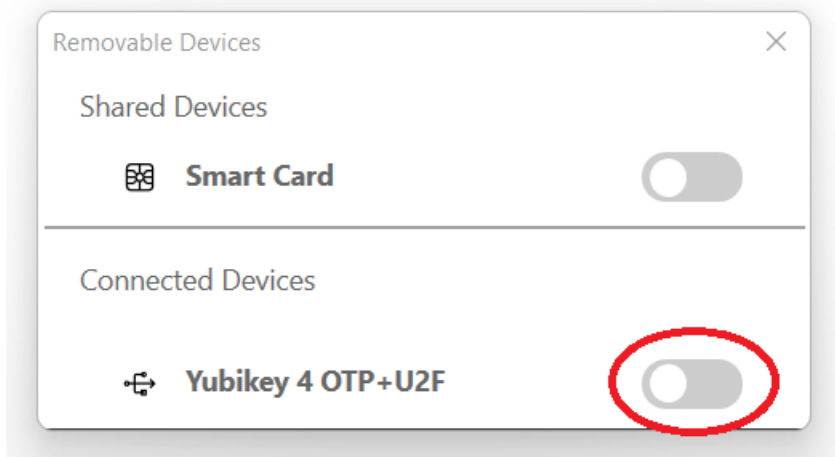 Removable Devices
Shared Devices
Smart Card
Connected Devices
Yubikey 4 OTP+U2F